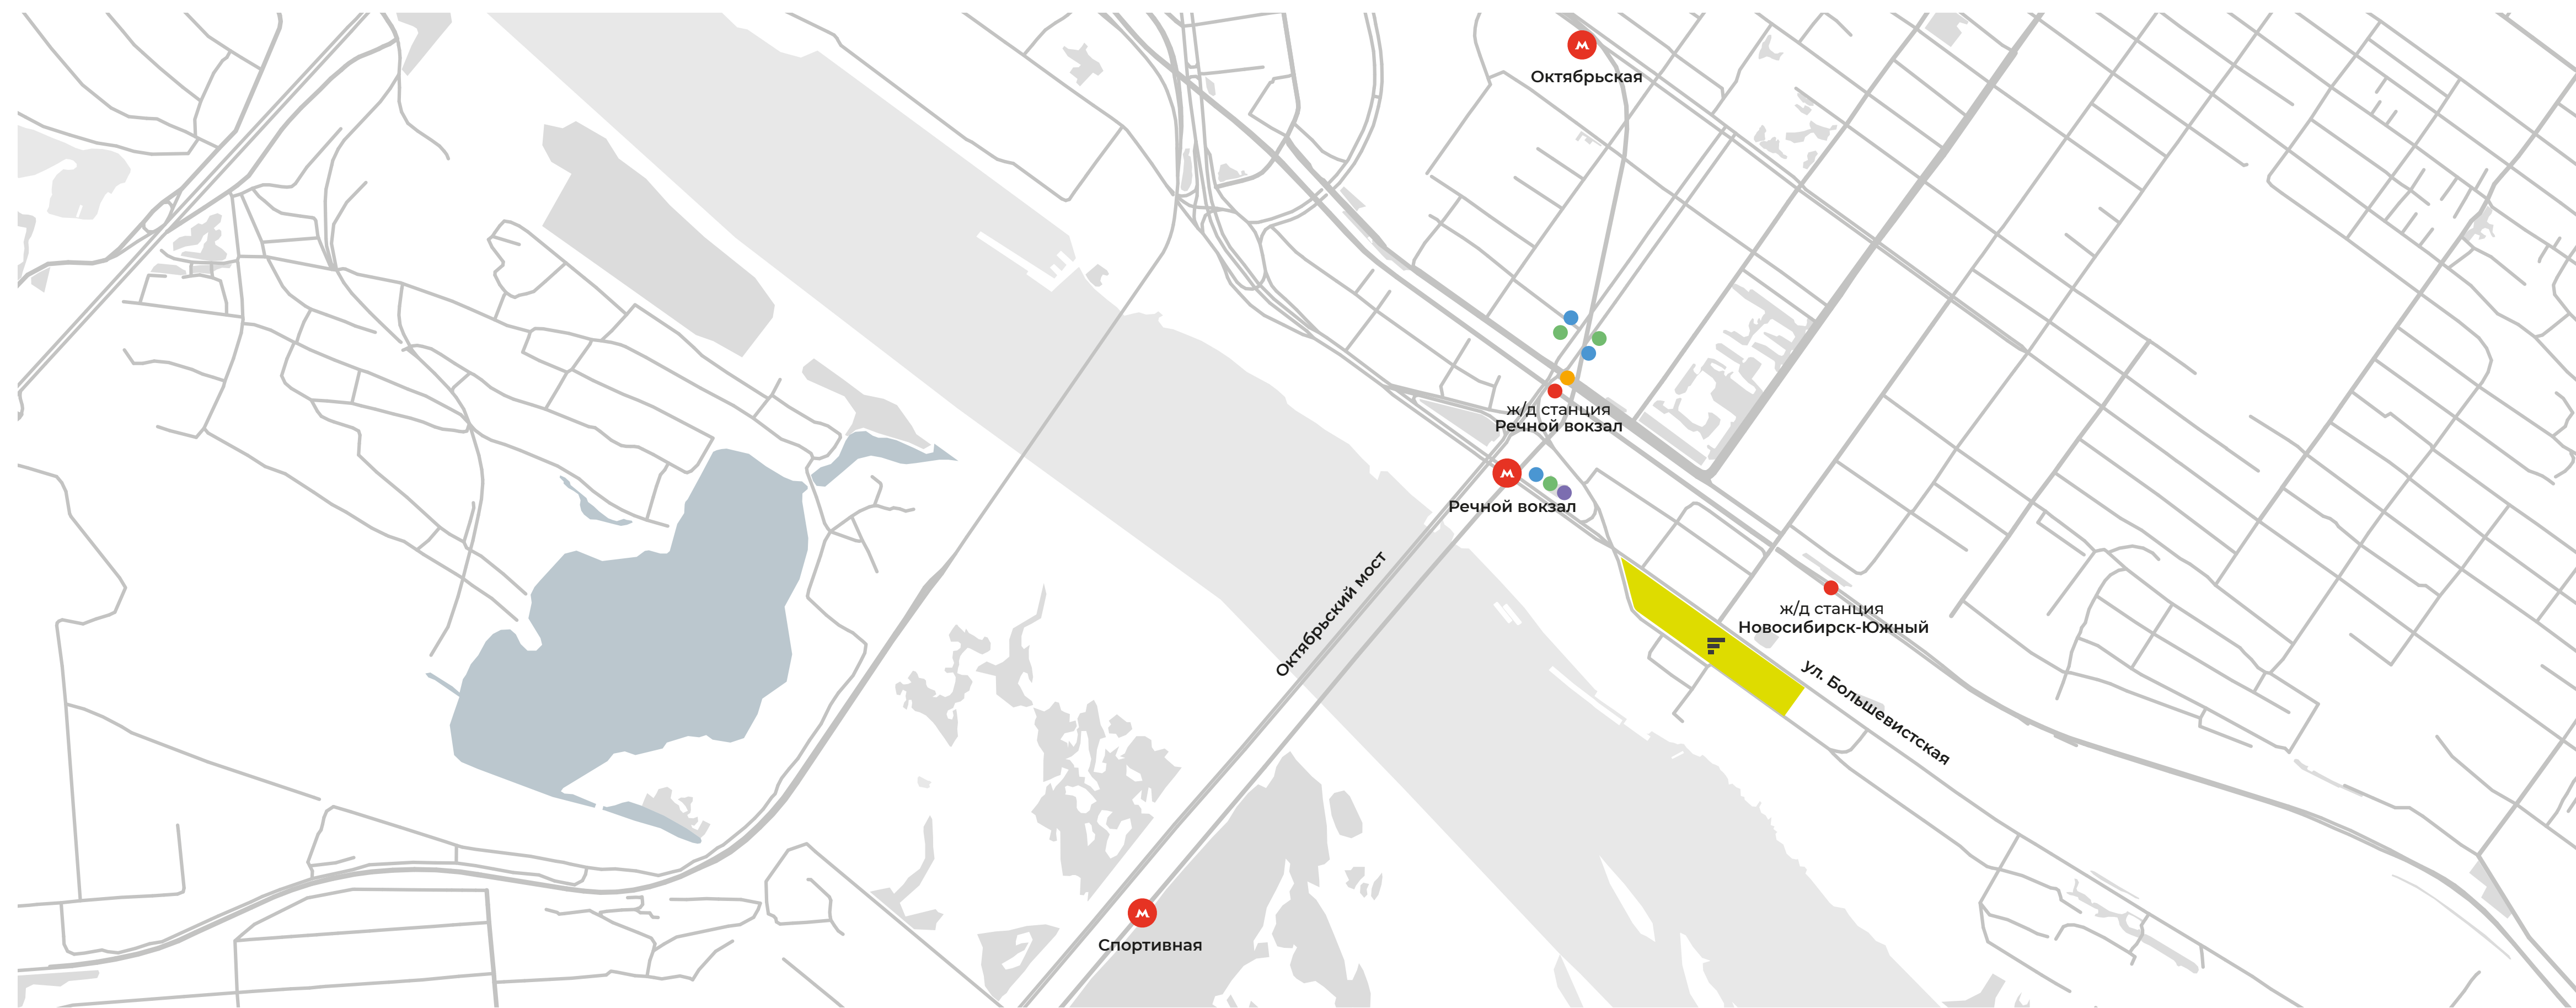 Октябрьская
ж/д станция
Речной вокзал
Речной вокзал
Октябрьский мост
ж/д станция
Новосибирск-Южный
ул. Большевистская
Спортивная